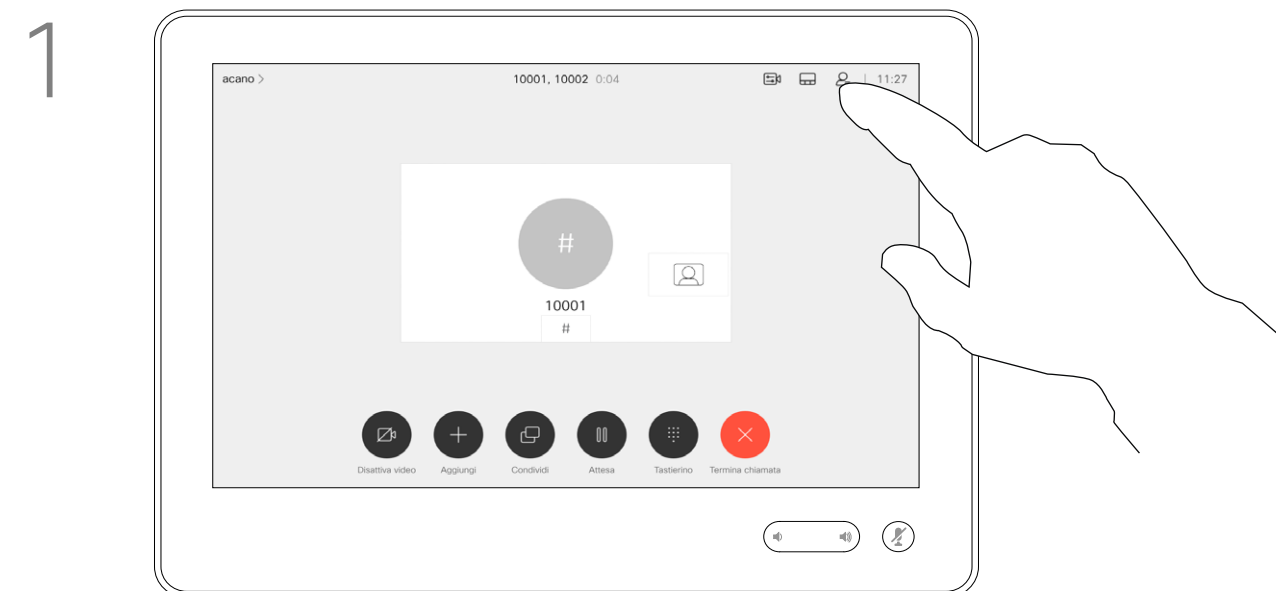 1
acano >
10001, 10002 0:04
11:27
#
10001
#
Disattiva video Aggiungi Condividi Attesa Tastierino Termina chiamata